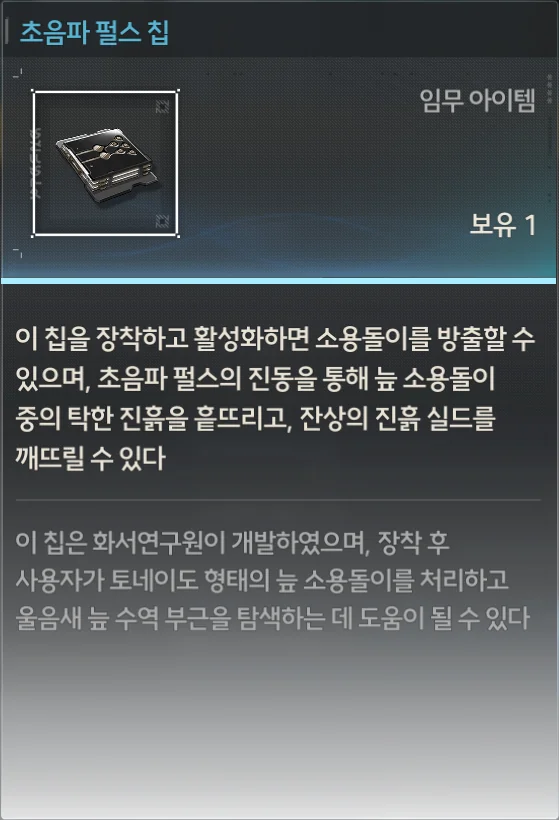 초음파 펄스 칩
임무 아이템
보유 1
이 칩을 장착하고 활성화하면 소용돌이를 방출할 수
있으며, 초음파 펄스의 진동을 통해 늪 소용돌이
중의 탁한 진흙을 흩뜨리고, 잔상의 진흙 실드를
깨뜨릴 수 있다
이 칩은 화서연구원이 개발하였으며, 장착 후
사용자가 토네이도 형태의 늪 소용돌이를 처리하고
울음새 늪 수역 부근을 탐색하는 데 도움이 될 수 있다